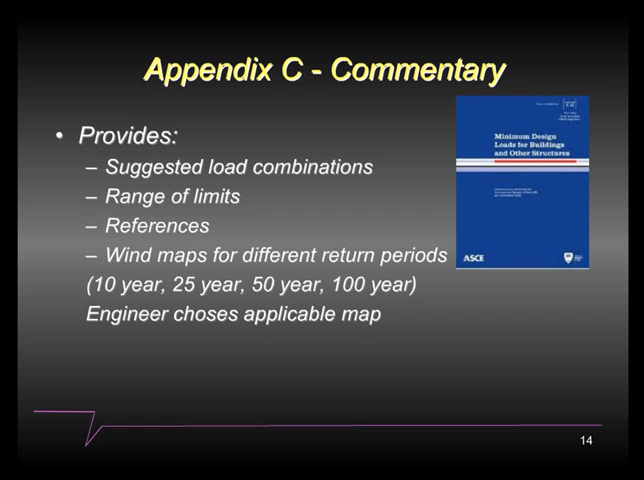 Appendix C - Commentary
• Provides:
– Suggested load combinations
– Range of limits
– References
– Wind maps for different return periods
(10 year, 25 year, 50 year, 100 year)
Engineer choses applicable map
Minimum Design
Loads for Buildings
and Other Structures
ASCE
14